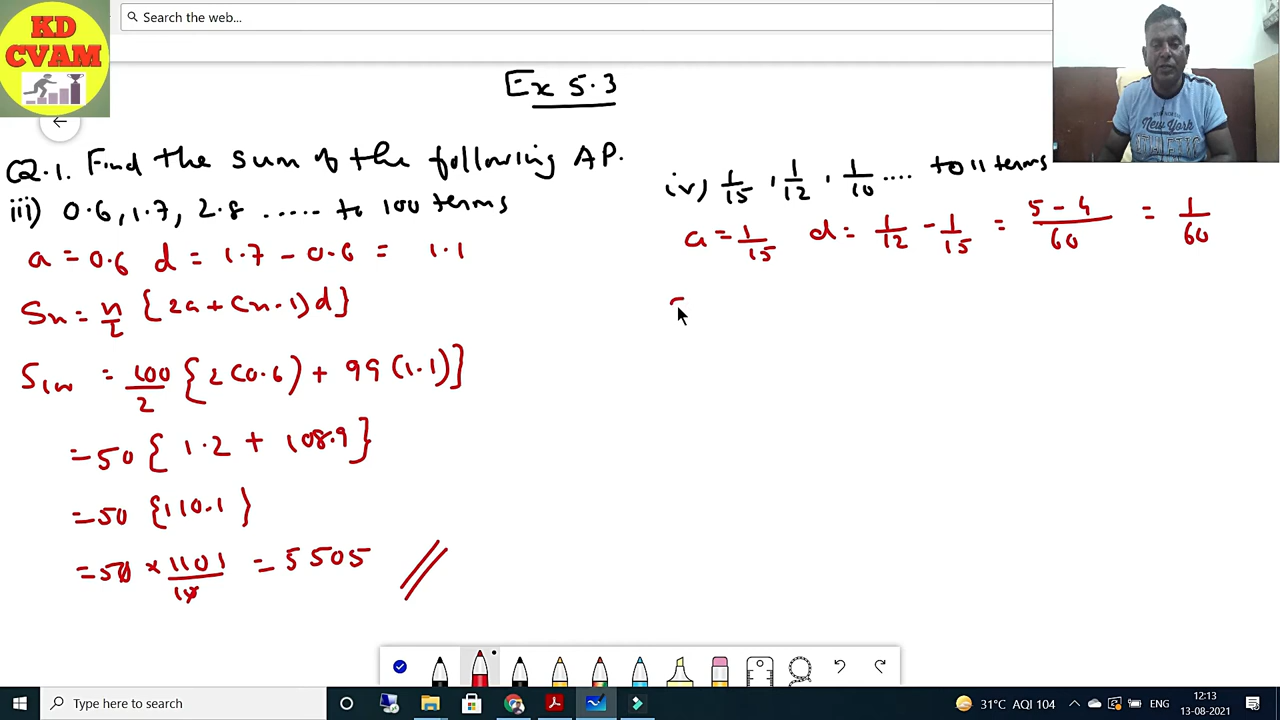 Search the web...
KD
CVAM
Ex 5.3
Q.1. Find the sum of the following AP.
iii) 0.6, 1.7, 2.8 ...... to 100 terms
a = 0.6 d = 1.7 - 0.6 = 1.1
Sn = n/2 {2a + (n-1)d}
S100 = 100/2 {2(0.6) + 99(1.1)}
= 50 {1.2 + 108.9}
= 50 {110.1}
= 50 × 1101/10 = 5505
iv) 1/15, 1/12, 1/10 .... to 11 terms
a = 1/15 d = 1/12 - 1/15 = 5-4/60 = 1/60
NEW YORK
ATHLETIC
Type here to search
31°C AQI 104
ENG
12:13
13-08-2021